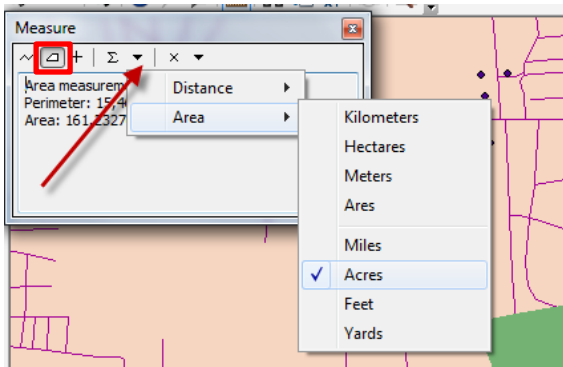 Measure
Σ
Area measurem
Perimeter: 15,4
Area: 161.2327
Distance
Area
Kilometers
Hectares
Meters
Ares
Miles
Acres
Feet
Yards